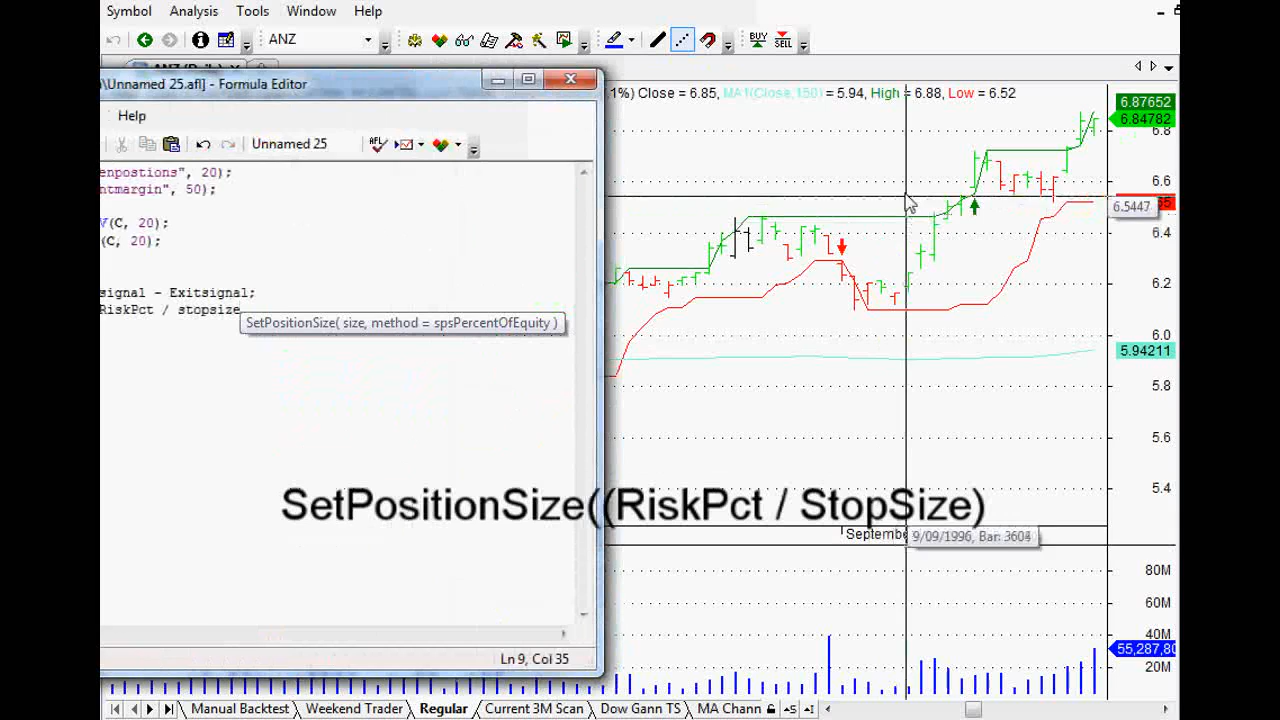 Symbol Analysis Tools Window Help
ANZ
\Unnamed 25.afl] - Formula Editor
1%) Close = 6.85, MA1(Close,150) = 5.94, High = 6.88, Low = 6.52
6.87652
6.84782
Help
Unnamed 25
BUY
SELL
AFL
6.8
enpostions", 20);
ntmargin", 50);
6.6
6.5447
V(C, 20);
(C, 20);
6.4
6.2
signal - Exitsignal;
RiskPct / stopsize
SetPositionSize( size, method = spsPercentOfEquity )
6.0
5.94211
5.8
5.6
5.4
SetPositionSize((RiskPct / StopSize)
Septembe
9/09/1996, Bar: 3604
80M
60M
40M
55,287,80
20M
Ln 9, Col 35
Manual Backtest Weekend Trader Regular Current 3M Scan Dow Gann TS MA Chann